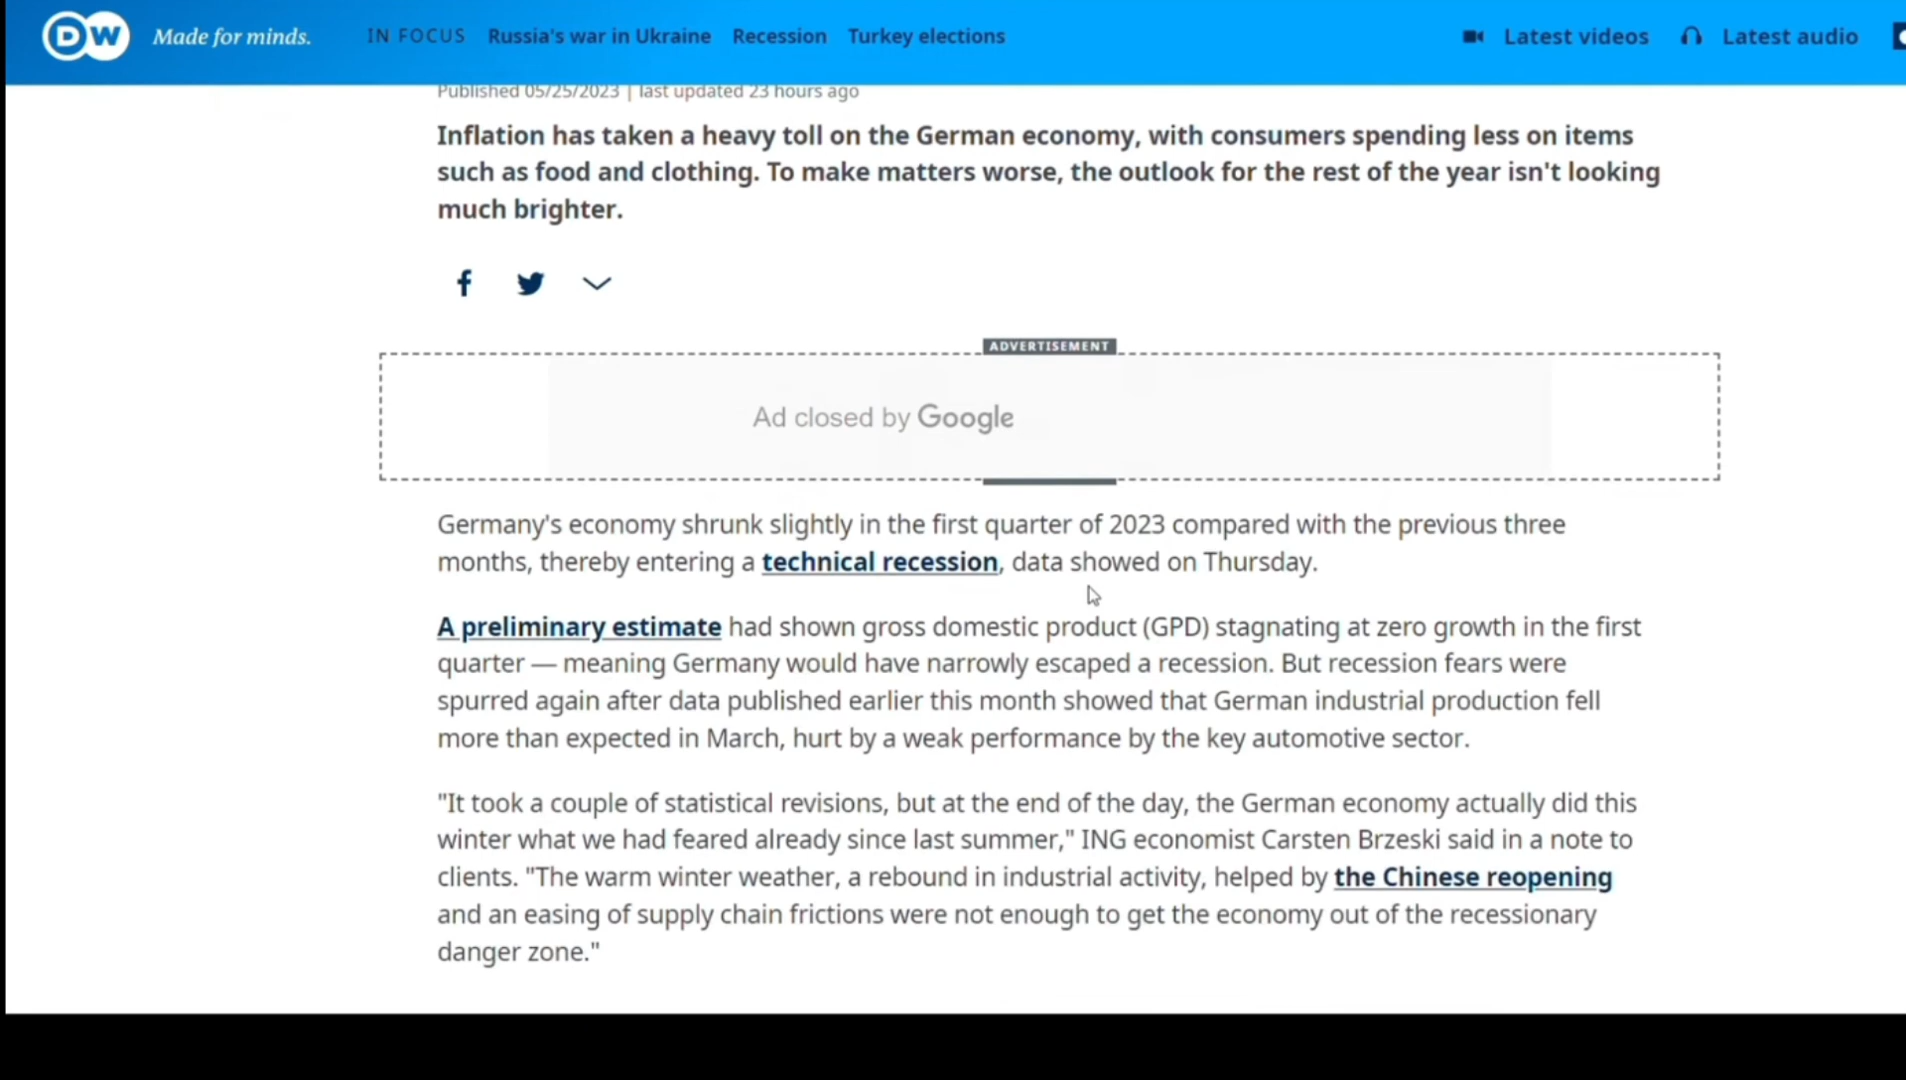 DW Made for minds. IN FOCUS Russia's war in Ukraine Recession Turkey elections Latest videos Latest audio
Published 05/25/2023 | last updated 23 hours ago
Inflation has taken a heavy toll on the German economy, with consumers spending less on items
such as food and clothing. To make matters worse, the outlook for the rest of the year isn't looking
much brighter.
ADVERTISEMENT
Ad closed by Google
Germany's economy shrunk slightly in the first quarter of 2023 compared with the previous three
months, thereby entering a technical recession, data showed on Thursday.
A preliminary estimate had shown gross domestic product (GPD) stagnating at zero growth in the first
quarter — meaning Germany would have narrowly escaped a recession. But recession fears were
spurred again after data published earlier this month showed that German industrial production fell
more than expected in March, hurt by a weak performance by the key automotive sector.
"It took a couple of statistical revisions, but at the end of the day, the German economy actually did this
winter what we had feared already since last summer," ING economist Carsten Brzeski said in a note to
clients. "The warm winter weather, a rebound in industrial activity, helped by the Chinese reopening
and an easing of supply chain frictions were not enough to get the economy out of the recessionary
danger zone."